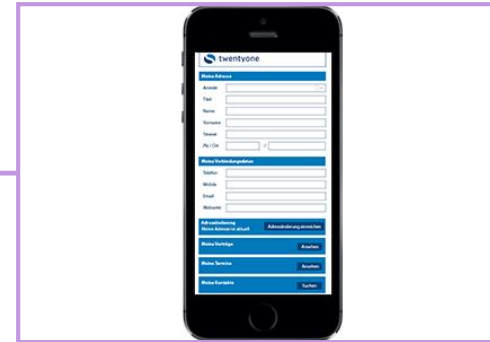 twentyone
Meine Adresse
Anrede
Titel
Name
Vorname
Strasse
Plz / Ort
/
Meine Verbindungsdaten
Telefon
Mobile
Email
Webseite
Adressänderung
Meine Adresse ist aktuell
Adressänderung einreichen
Meine Verträge
Ansehen
Meine Termine
Ansehen
Meine Kontakte
Suchen